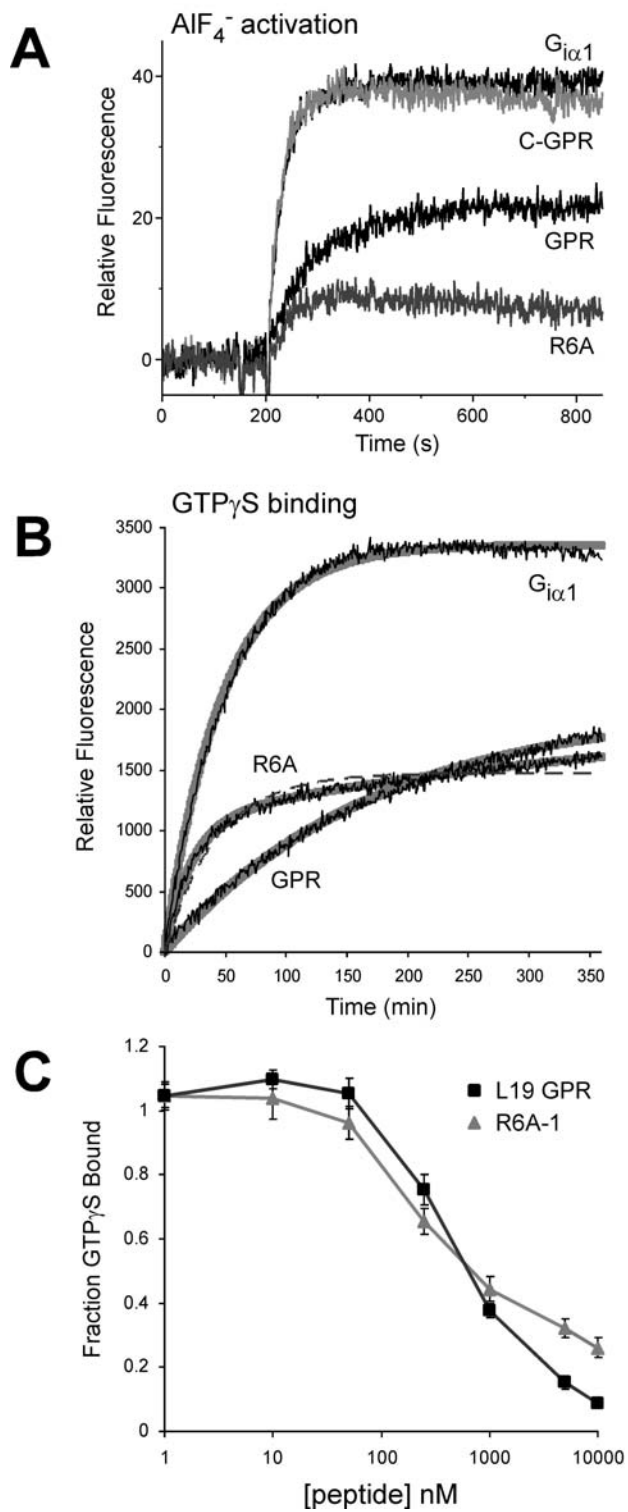 A
AlF4- activation
Relative Fluorescence
40
20
0
Giα1
C-GPR
GPR
R6A
0 200 400 600 800
Time (s)
B
GTPγS binding
Relative Fluorescence
3500
3000
2500
2000
1500
1000
500
0
Giα1
R6A
GPR
0 50 100 150 200 250 300 350
Time (min)
C
Fraction GTPγS Bound
1.2
1
0.8
0.6
0.4
0.2
0
L19 GPR
R6A-1
1 10 100 1000 10000
[peptide] nM